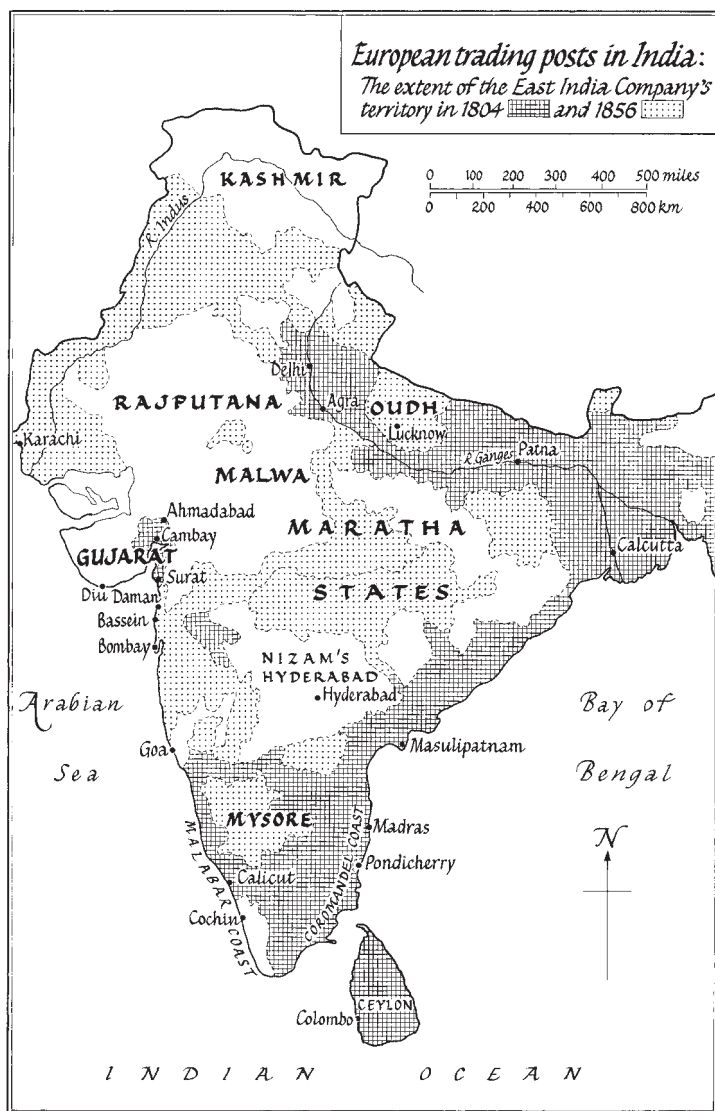 European trading posts in India:
The extent of the East India Company's
territory in 1804 and 1856
0 100 200 300 400 500 miles
0 200 400 600 800 km
KASHMIR
R. Indus
Delhi
RAJPUTANA
Agra
OUDH
Lucknow
Karachi
R Ganges
Patna
MALWA
Ahmadabad
MARATHA
Cambay
Calcutta
GUJARAT
Surat
Diu
Daman
STATES
Bassein
Bombay
NIZAM'S
HYDERABAD
Hyderabad
Arabian
Sea
Bay of
Bengal
Goa
Masulipatnam
MYSORE
Madras
N
MALABAR COAST
COROMANDEL COAST
Pondicherry
Calicut
Cochin
CEYLON
Colombo
INDIAN OCEAN